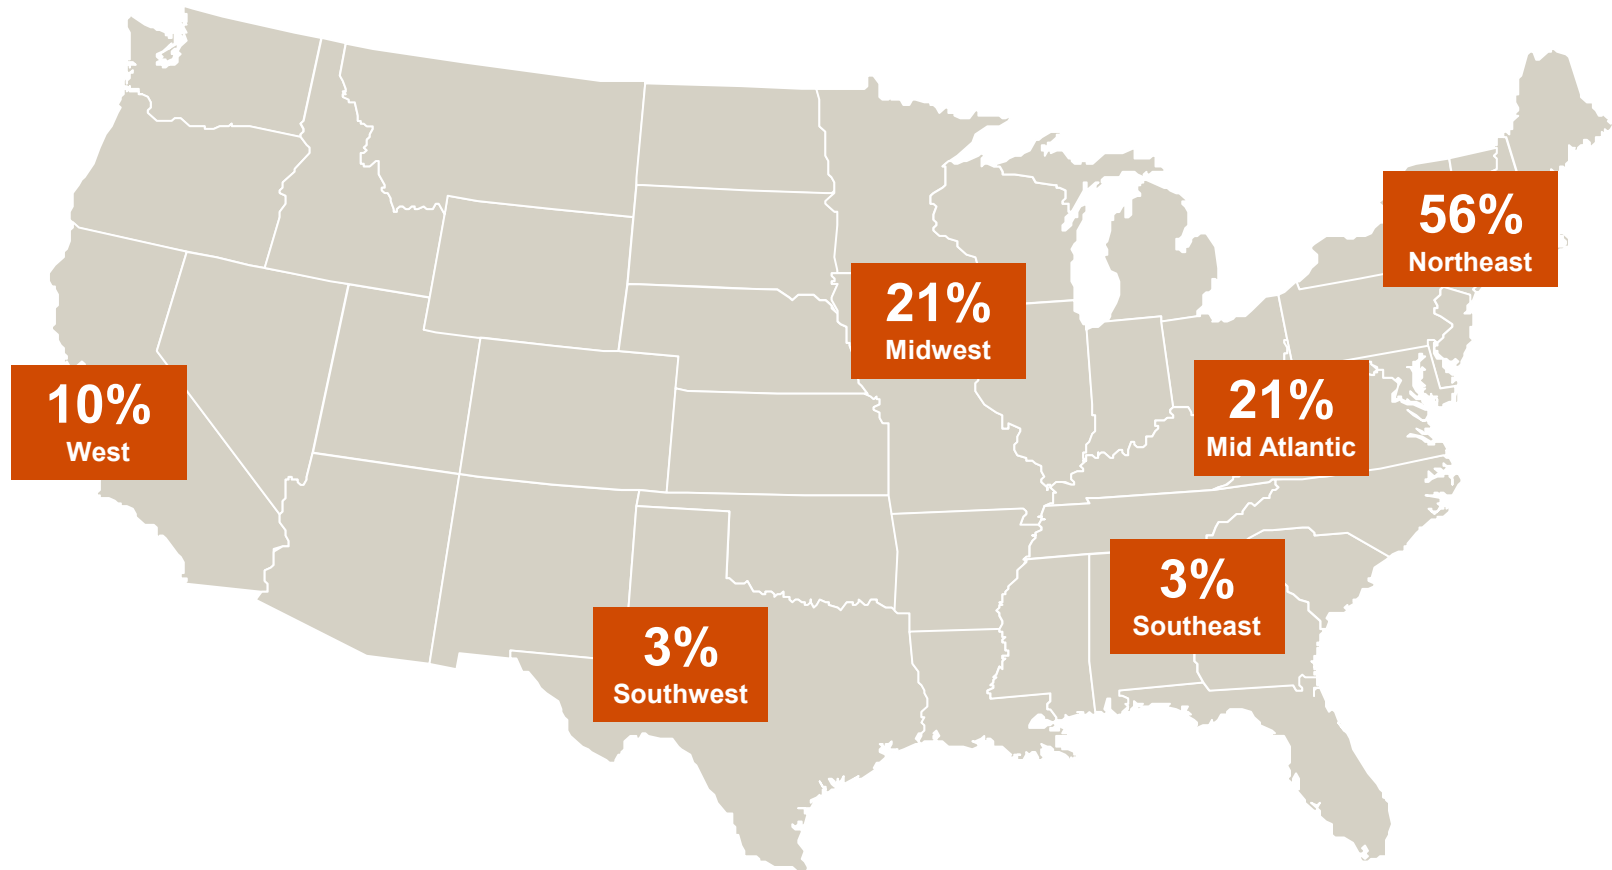 56%
Northeast
21%
Midwest
21%
Mid Atlantic
10%
West
3%
Southeast
3%
Southwest